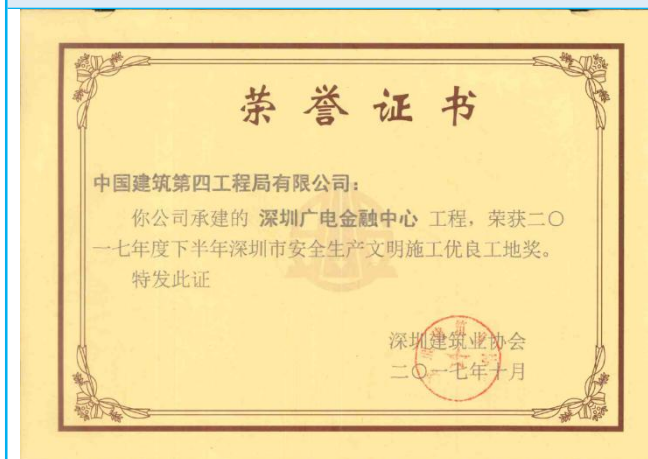 荣誉证书
中国建筑第四工程局有限公司:
你公司承建的 深圳广电金融中心 工程,荣获二〇
一七年度下半年深圳市安全生产文明施工优良工地奖。
特发此证
深圳建筑业协会
二〇一七年十月